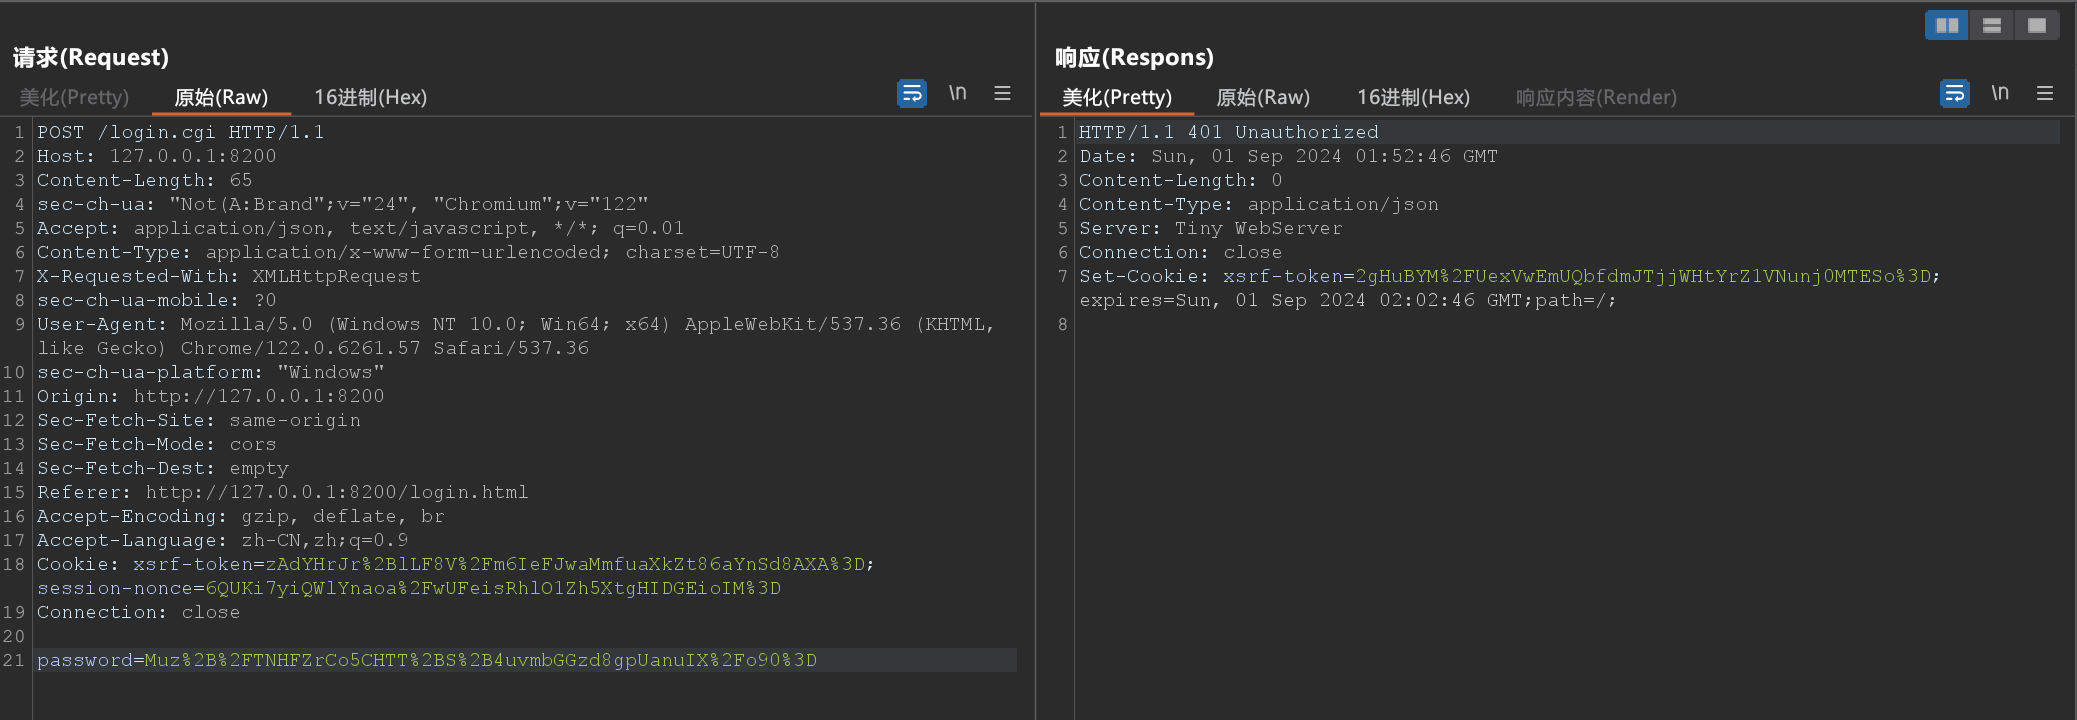 请求(Request)
美化(Pretty)
原始(Raw)
16进制(Hex)
\n
1 POST /login.cgi HTTP/1.1
2 Host: 127.0.0.1:8200
3 Content-Length: 65
4 sec-ch-ua: "Not(A:Brand";v="24", "Chromium";v="122"
5 Accept: application/json, text/javascript, */*; q=0.01
6 Content-Type: application/x-www-form-urlencoded; charset=UTF-8
7 X-Requested-With: XMLHttpRequest
8 sec-ch-ua-mobile: ?0
9 User-Agent: Mozilla/5.0 (Windows NT 10.0; Win64; x64) AppleWebKit/537.36 (KHTML,
like Gecko) Chrome/122.0.6261.57 Safari/537.36
10 sec-ch-ua-platform: "Windows"
11 Origin: http://127.0.0.1:8200
12 Sec-Fetch-Site: same-origin
13 Sec-Fetch-Mode: cors
14 Sec-Fetch-Dest: empty
15 Referer: http://127.0.0.1:8200/login.html
16 Accept-Encoding: gzip, deflate, br
17 Accept-Language: zh-CN,zh;q=0.9
18 Cookie: xsrf-token=zAdYHrJr%2BlLF8V%2Fm6IeFJwaMmfuaXkZt86aYnSd8AXA%3D;
session-nonce=6QUKi7yiQWlYnaoa%2FwUFeisRhlO1Zh5XtgHIDGEioIM%3D
19 Connection: close
20
21 password=Muz%2B%2FTNHFZrCo5CHTT%2BS%2B4uvmbGGzd8gpUanuIX%2Fo90%3D
响应(Respons)
美化(Pretty)
原始(Raw)
16进制(Hex)
响应内容(Render)
\n
1 HTTP/1.1 401 Unauthorized
2 Date: Sun, 01 Sep 2024 01:52:46 GMT
3 Content-Length: 0
4 Content-Type: application/json
5 Server: Tiny WebServer
6 Connection: close
7 Set-Cookie: xsrf-token=2gHuBYM%2FUexVwEmUQbfdmJTjjWHtYrZ1VNunj0MTESo%3D;
expires=Sun, 01 Sep 2024 02:02:46 GMT;path=/;
8